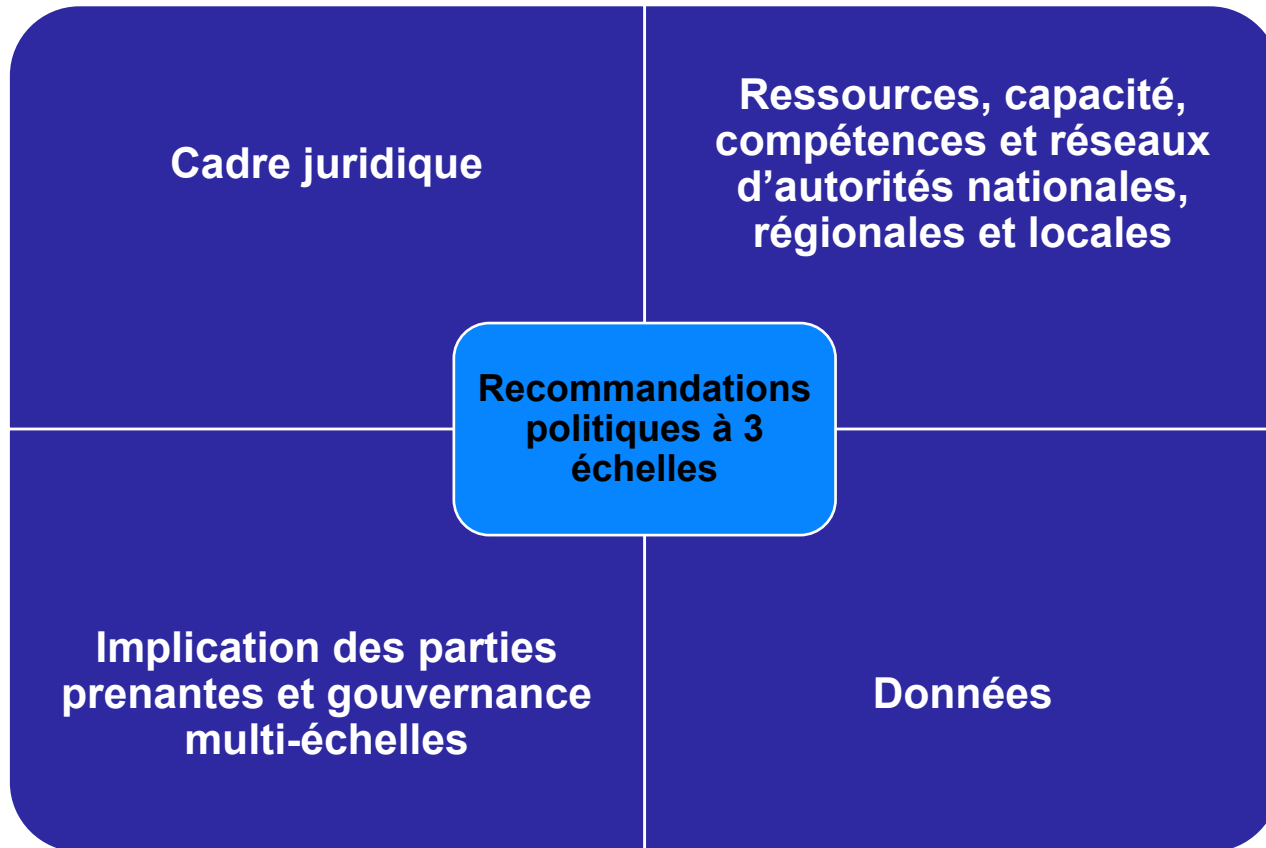 Cadre juridique
Ressources, capacité,
compétences et réseaux
d’autorités nationales,
régionales et locales
Recommandations
politiques à 3
échelles
Implication des parties
prenantes et gouvernance
multi-échelles
Données